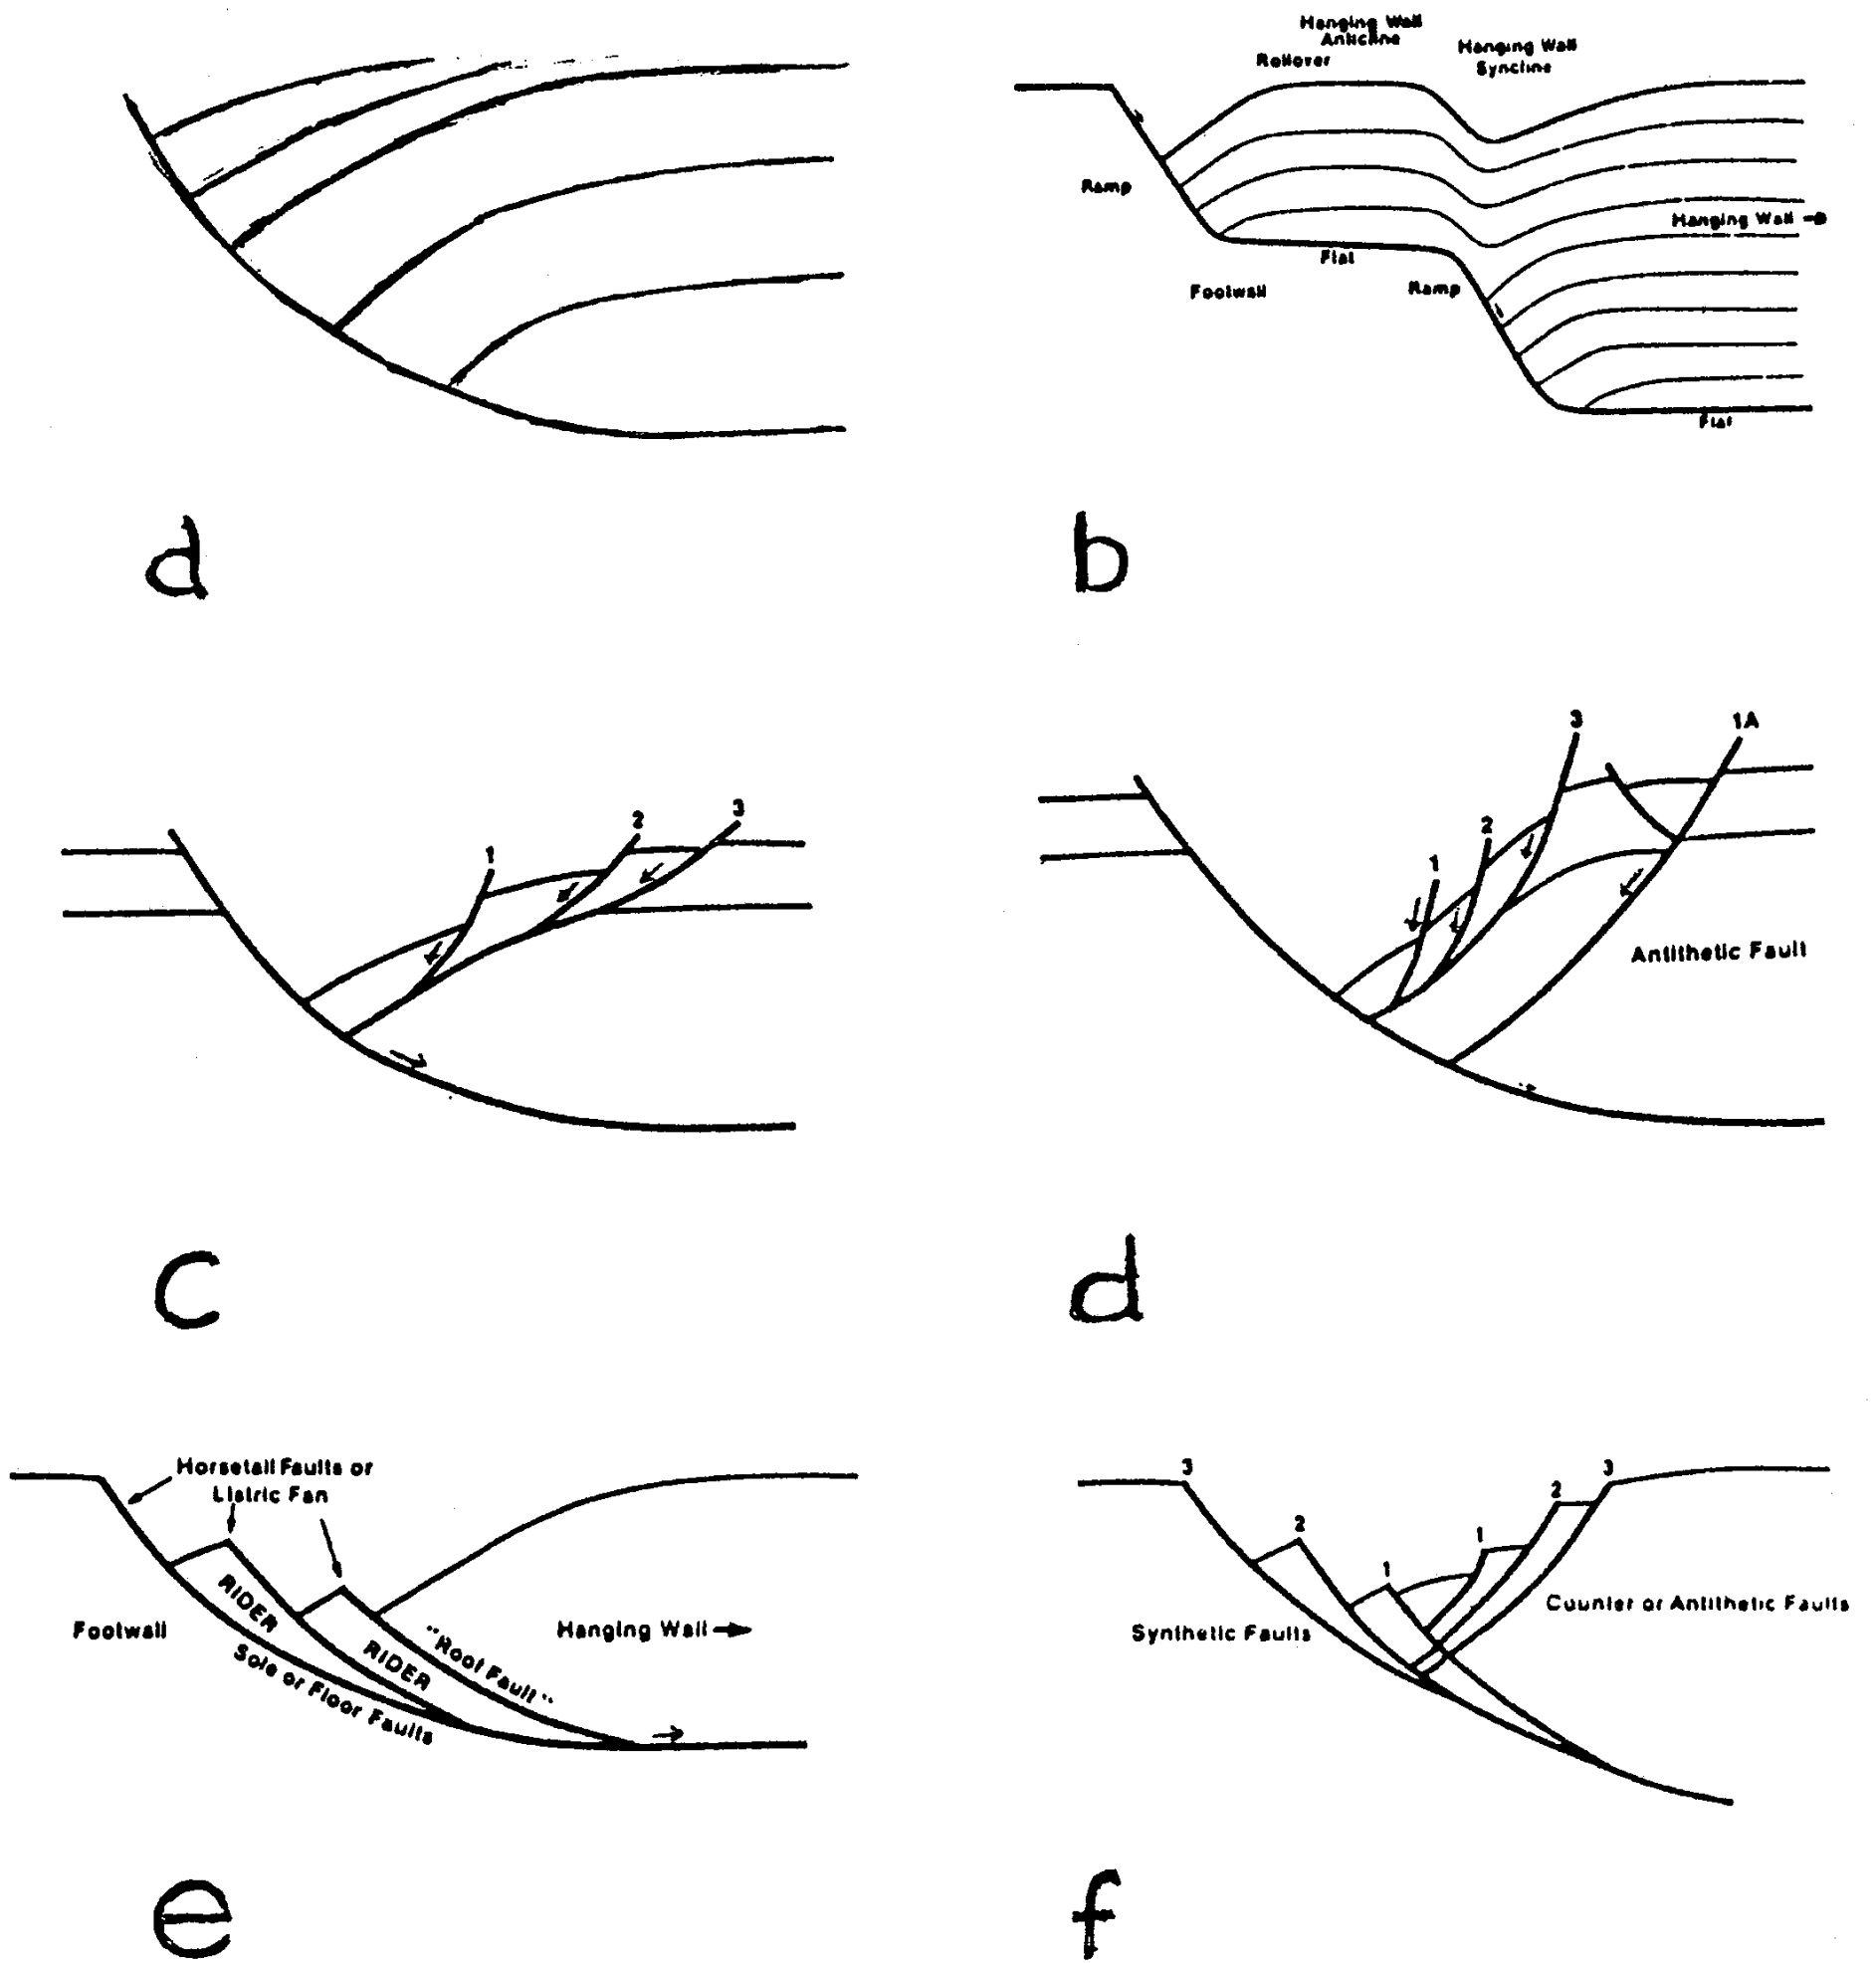 Hanging Wall
Anticline
Rollover
Hanging Wall
Syncline
Ramp
Hanging Wall
Flat
Footwall
Ramp
Flat
d
b
1
2
3
1
2
3
1A
Antithetic Fault
c
d
Horsetail Faults or
Listric Fan
RIDER
RIDER
Footwall
Sole or Floor Faults
"Roof Fault"
Hanging Wall
3
2
1
1
2
3
Synthetic Faults
Counter or Antithetic Faults
e
f